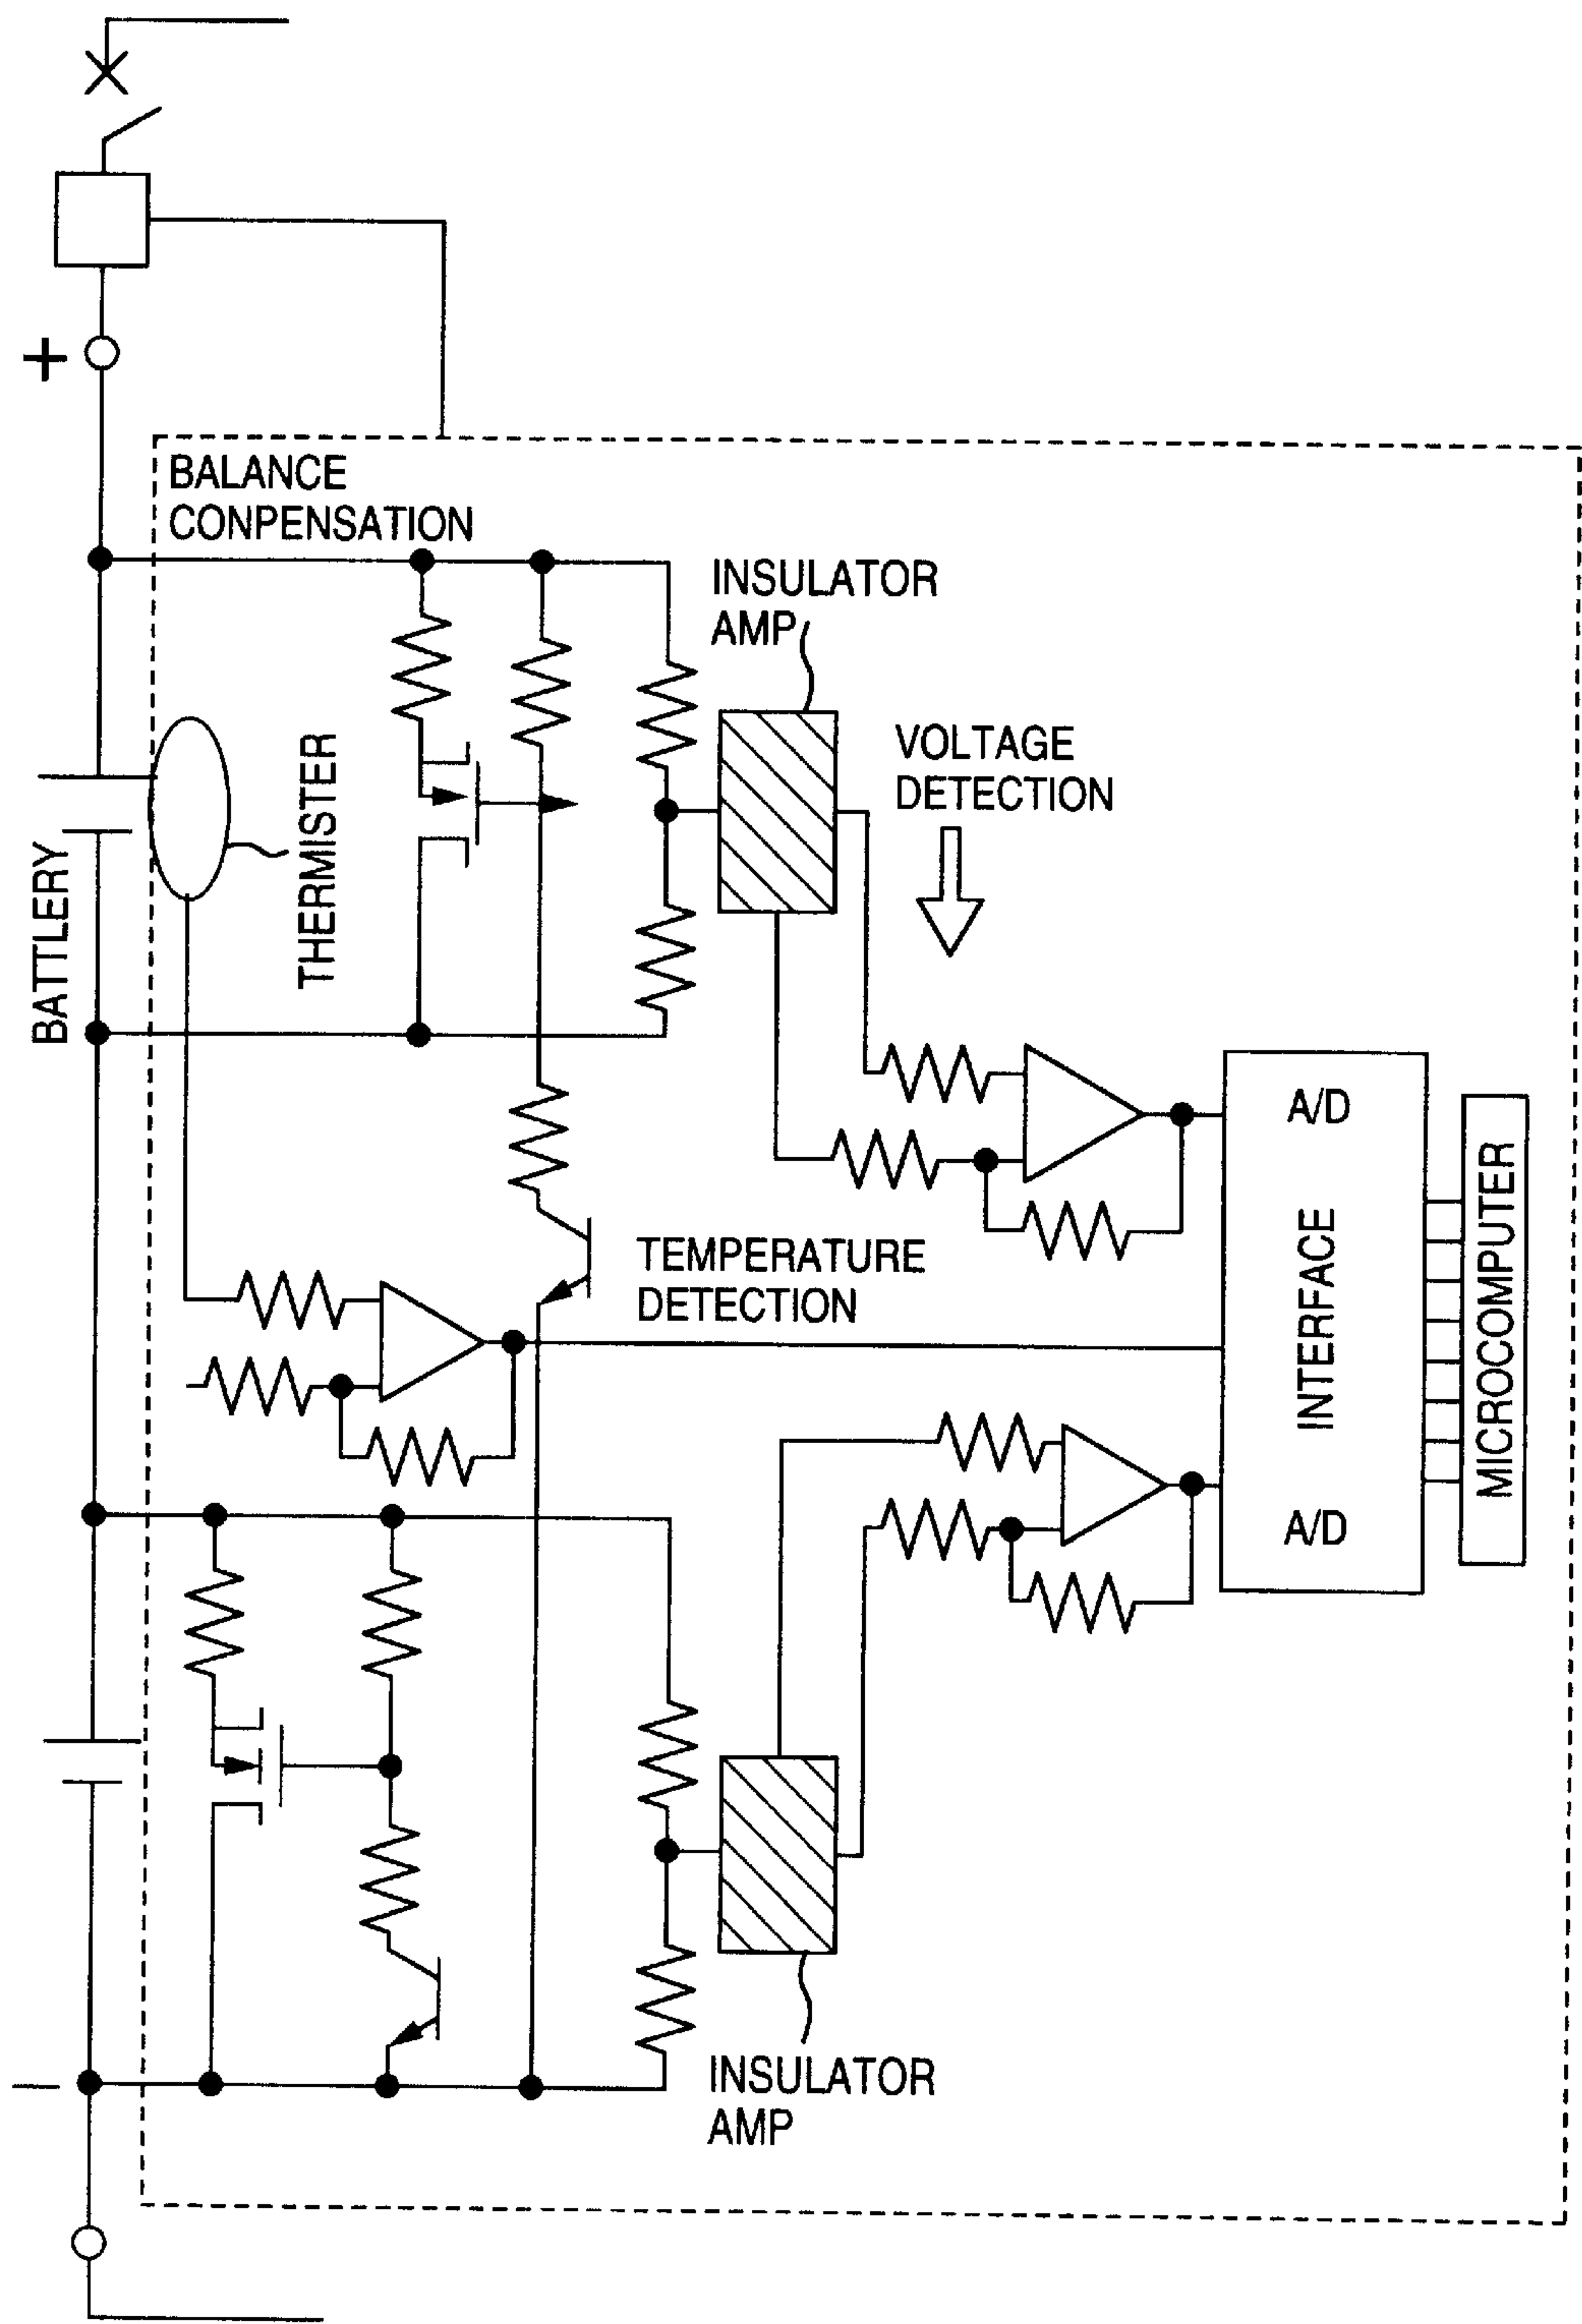 +
BALANCE
CONPENSATION
INSULATOR
AMP
VOLTAGE
DETECTION
THERMISTER
BATTLERY
A/D
TEMPERATURE
DETECTION
INTERFACE
MICROCOMPUTER
A/D
−
INSULATOR
AMP